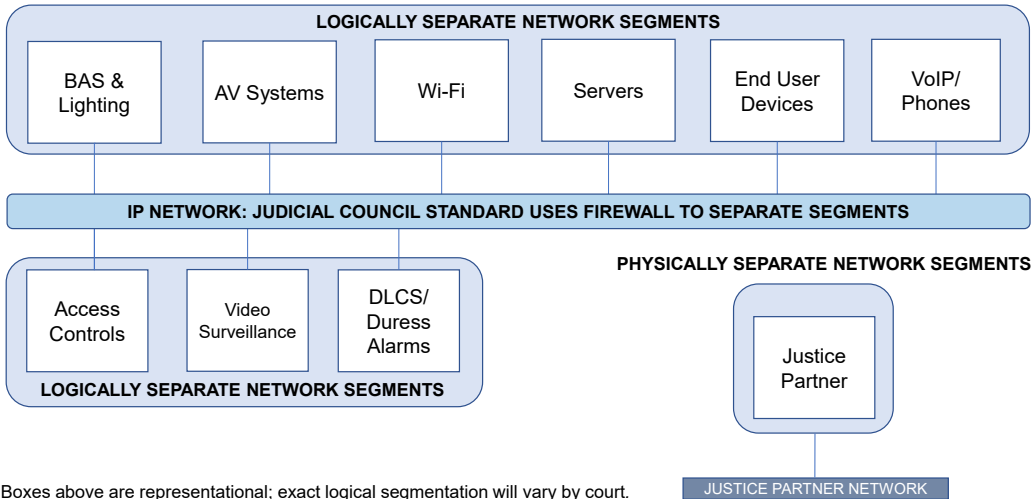 LOGICALLY SEPARATE NETWORK SEGMENTS
BAS &
Lighting
AV Systems
Wi-Fi
Servers
End User
Devices
VoIP/
Phones
IP NETWORK: JUDICIAL COUNCIL STANDARD USES FIREWALL TO SEPARATE SEGMENTS
Access
Controls
Video
Surveillance
DLCS/
Duress
Alarms
LOGICALLY SEPARATE NETWORK SEGMENTS
PHYSICALLY SEPARATE NETWORK SEGMENTS
Justice
Partner
JUSTICE PARTNER NETWORK
Boxes above are representational; exact logical segmentation will vary by court.